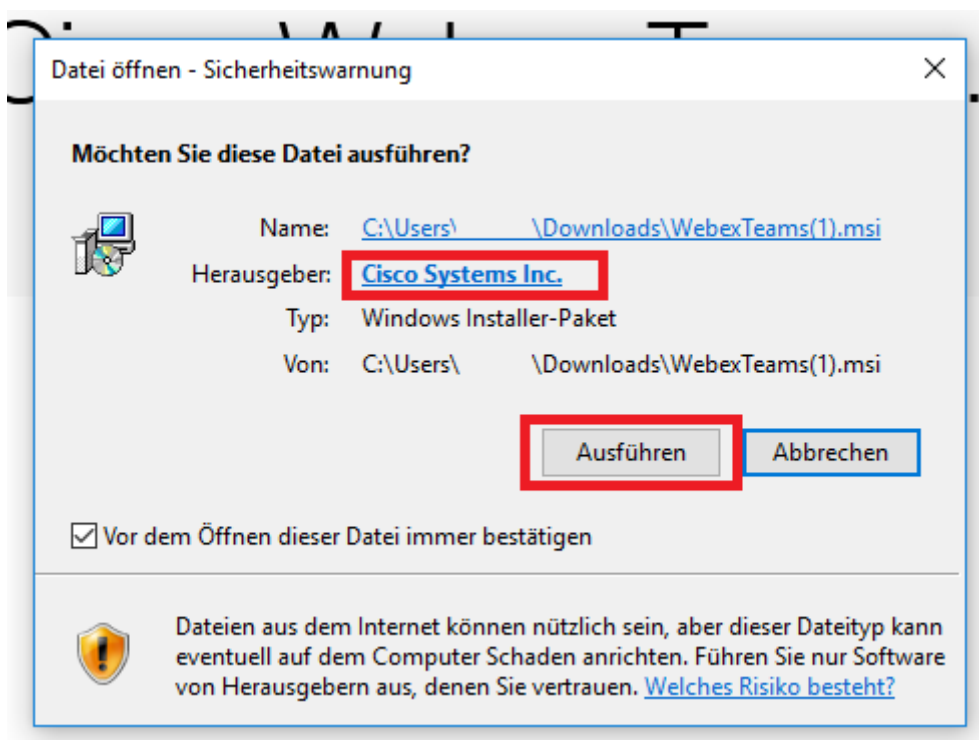 Datei öffnen - Sicherheitswarnung
Möchten Sie diese Datei ausführen?
Name: C:\Users\ \Downloads\WebexTeams(1).msi
Herausgeber: Cisco Systems Inc.
Typ: Windows Installer-Paket
Von: C:\Users\ \Downloads\WebexTeams(1).msi
Ausführen Abbrechen
Vor dem Öffnen dieser Datei immer bestätigen
Dateien aus dem Internet können nützlich sein, aber dieser Dateityp kann
eventuell auf dem Computer Schaden anrichten. Führen Sie nur Software
von Herausgebern aus, denen Sie vertrauen. Welches Risiko besteht?